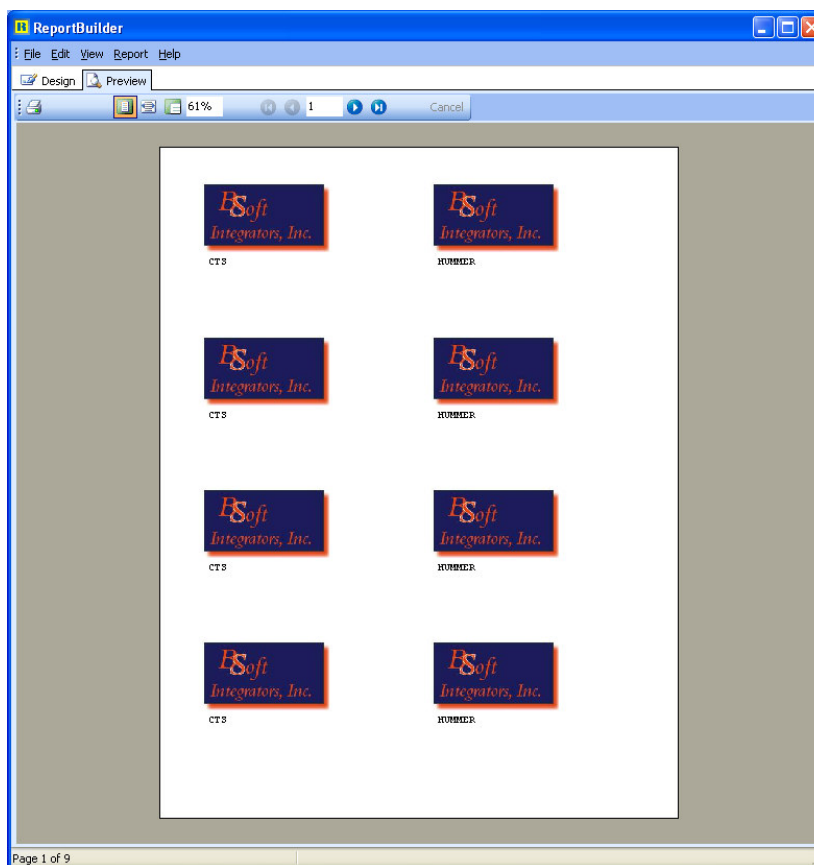 ReportBuilder
File Edit View Report Help
Design Preview
61% 1 Cancel
BSoft BSoft
Integrators, Inc. Integrators, Inc.
CTS HUMMER
BSoft BSoft
Integrators, Inc. Integrators, Inc.
CTS HUMMER
BSoft BSoft
Integrators, Inc. Integrators, Inc.
CTS HUMMER
BSoft BSoft
Integrators, Inc. Integrators, Inc.
CTS HUMMER
Page 1 of 9